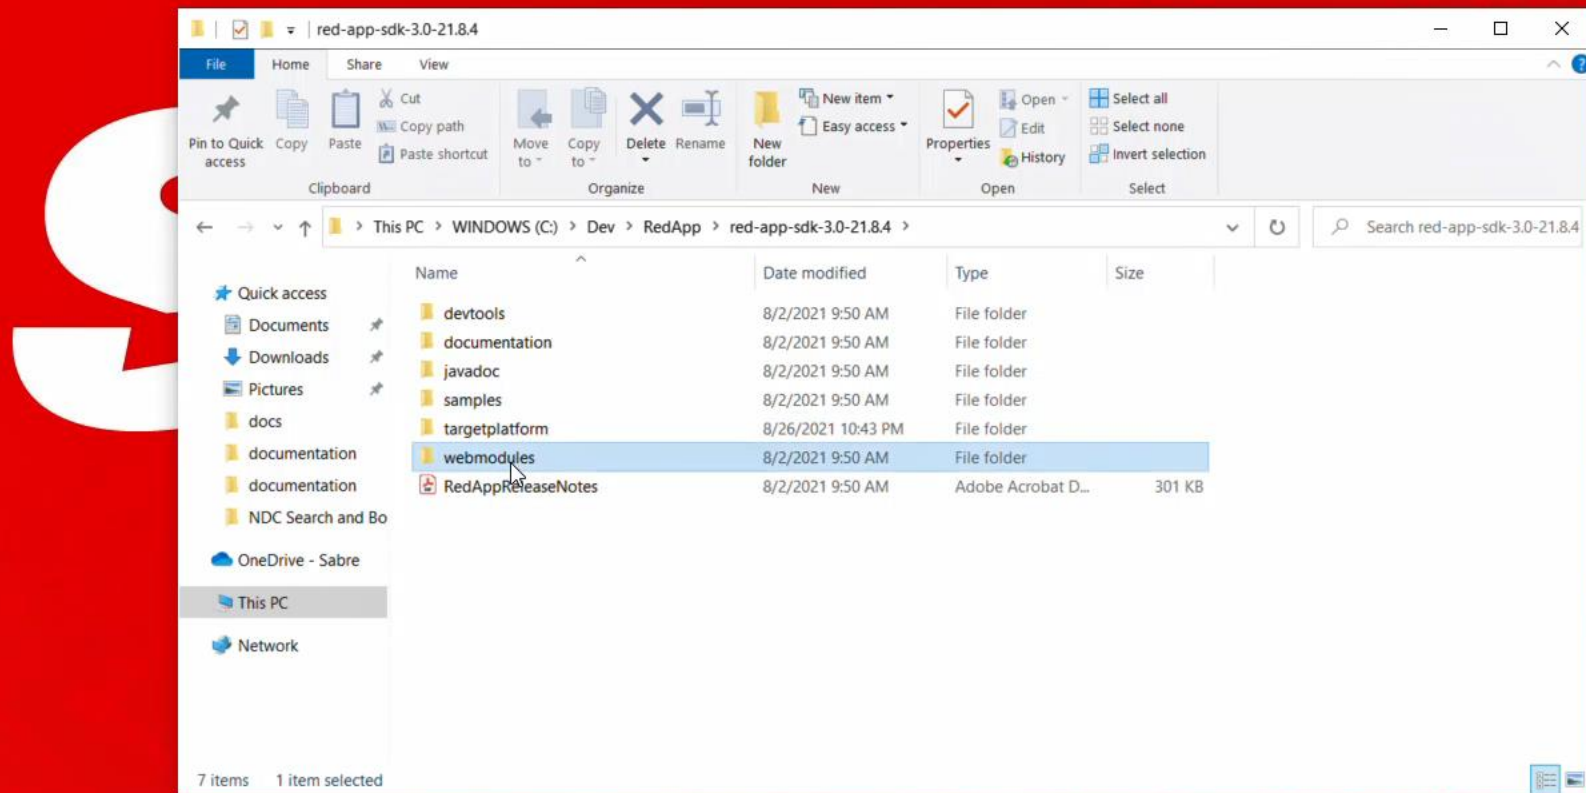 red-app-sdk-3.0-21.8.4
File Home Share View
Pin to Quick access
Copy
Paste
Cut
Copy path
Paste shortcut
Clipboard
Move to
Copy to
Delete
Rename
Organize
New folder
New item
Easy access
New
Properties
Open
Edit
History
Open
Select all
Select none
Invert selection
Select
This PC > WINDOWS (C:) > Dev > RedApp > red-app-sdk-3.0-21.8.4 >
Search red-app-sdk-3.0-21.8.4
Quick access
Documents
Downloads
Pictures
docs
documentation
documentation
NDC Search and Bo
OneDrive - Sabre
This PC
Network
Name Date modified Type Size
devtools 8/2/2021 9:50 AM File folder
documentation 8/2/2021 9:50 AM File folder
javadoc 8/2/2021 9:50 AM File folder
samples 8/2/2021 9:50 AM File folder
targetplatform 8/26/2021 10:43 PM File folder
webmodules 8/2/2021 9:50 AM File folder
RedAppReleaseNotes 8/2/2021 9:50 AM Adobe Acrobat D... 301 KB
7 items 1 item selected